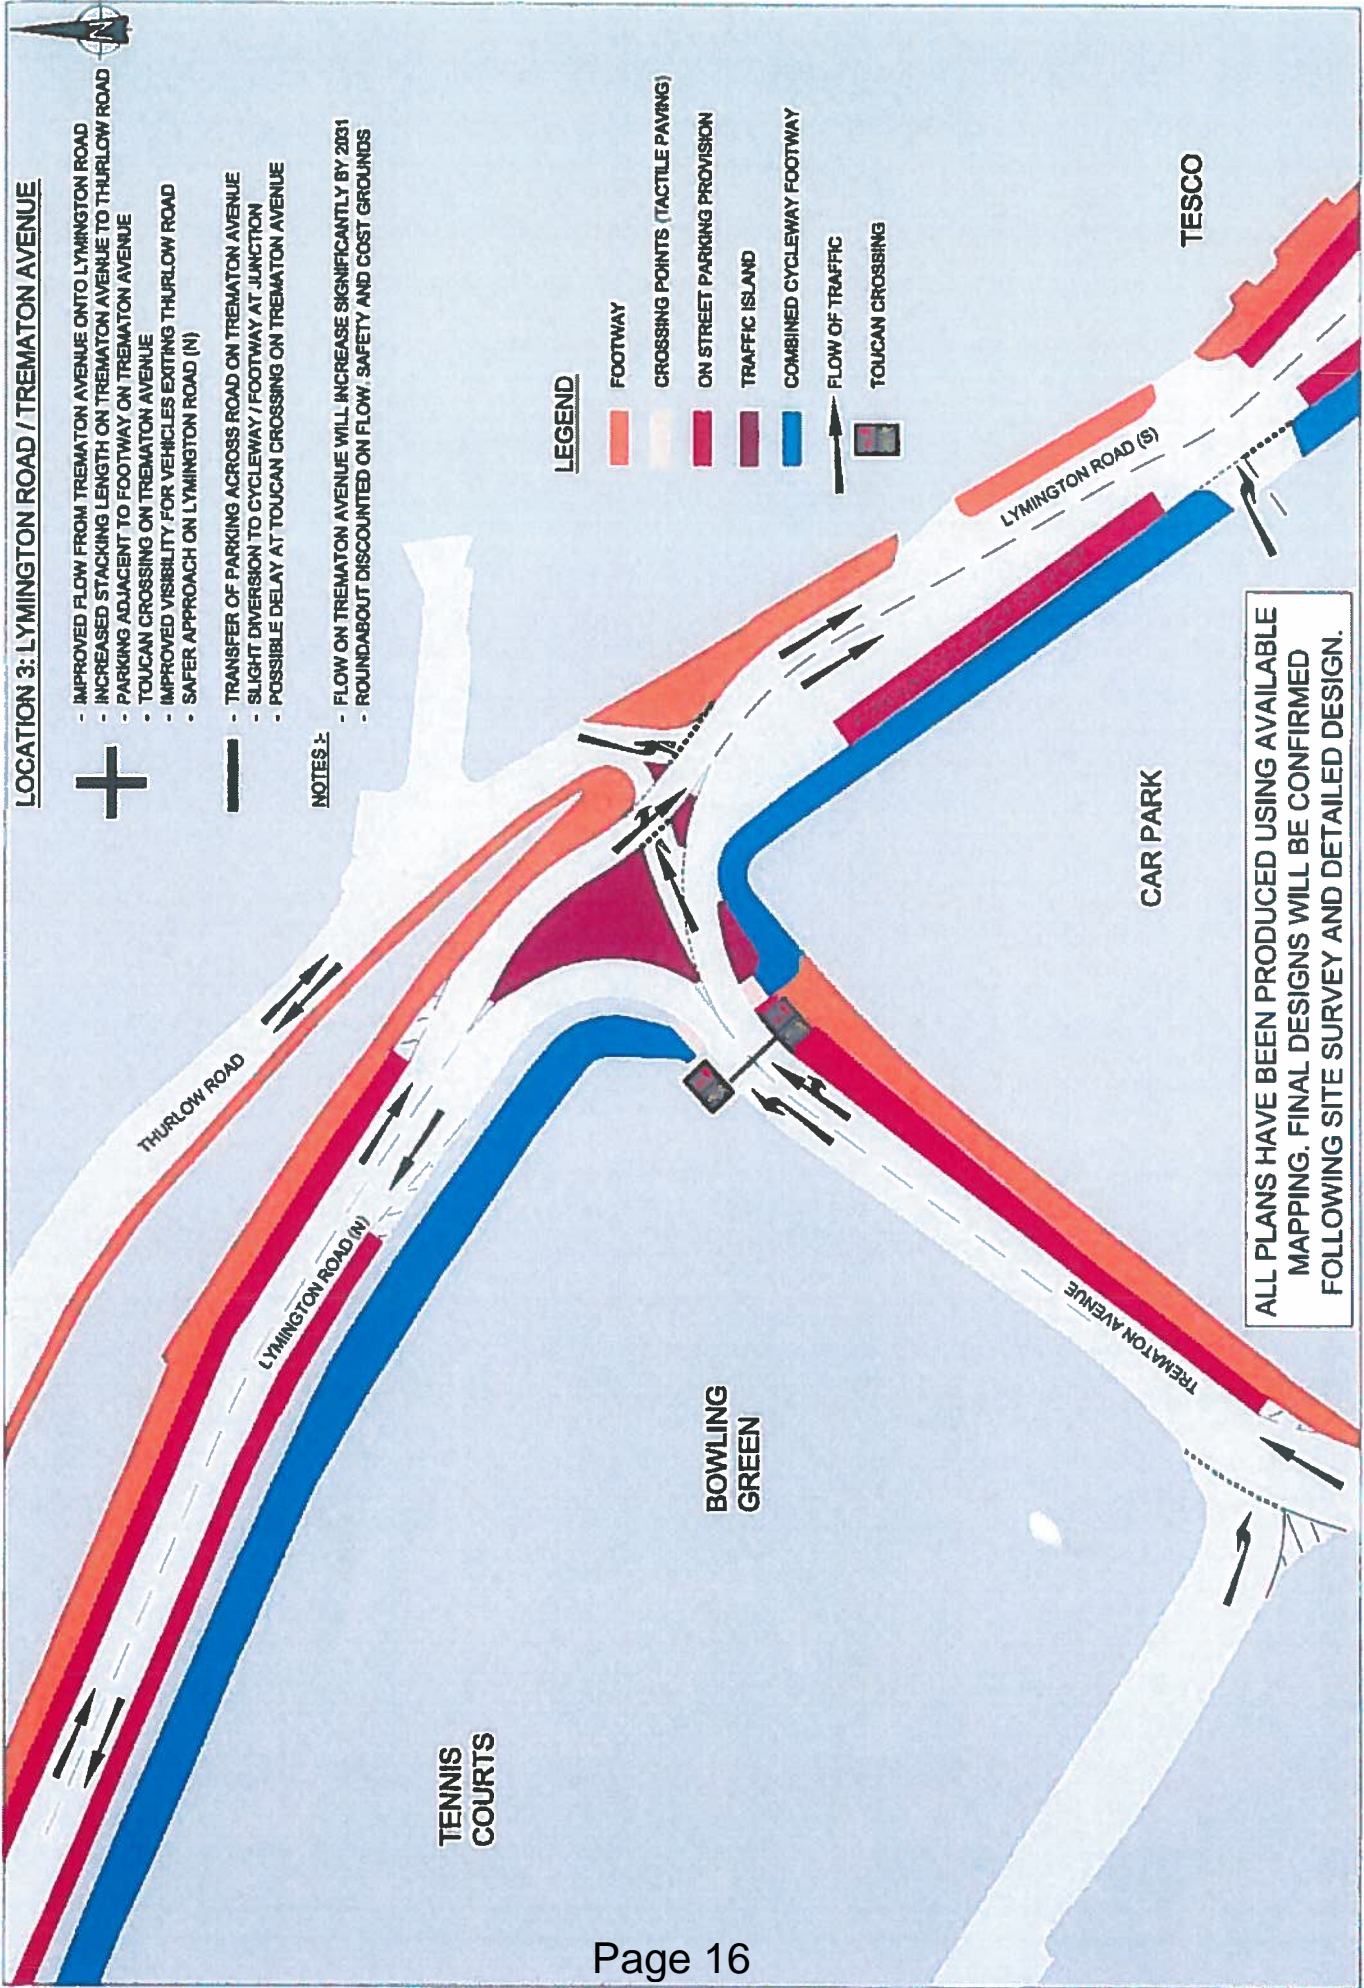 LOCATION 3: LYMINGTON ROAD / TREMATON AVENUE
N
- IMPROVED FLOW FROM TREMATON AVENUE ONTO LYMINGTON ROAD
- INCREASED STACKING LENGTH ON TREMATON AVENUE TO THURLOW ROAD
- PARKING ADJACENT TO FOOTWAY ON TREMATON AVENUE
- TOUCAN CROSSING ON TREMATON AVENUE
- IMPROVED VISIBILITY FOR VEHICLES EXITING THURLOW ROAD
- SAFER APPROACH ON LYMINGTON ROAD (N)
- TRANSFER OF PARKING ACROSS ROAD ON TREMATON AVENUE
- SLIGHT DIVERSION TO CYCLEWAY / FOOTWAY AT JUNCTION
- POSSIBLE DELAY AT TOUCAN CROSSING ON TREMATON AVENUE
NOTES :-
- FLOW ON TREMATON AVENUE WILL INCREASE SIGNIFICANTLY BY 2031
- ROUNDABOUT DISCOUNTED ON FLOW, SAFETY AND COST GROUNDS
LEGEND
FOOTWAY
CROSSING POINTS (TACTILE PAVING)
ON STREET PARKING PROVISION
TRAFFIC ISLAND
COMBINED CYCLEWAY FOOTWAY
FLOW OF TRAFFIC
TOUCAN CROSSING
THURLOW ROAD
LYMINGTON ROAD (N)
LYMINGTON ROAD (S)
TREMATON AVENUE
TENNIS
COURTS
BOWLING
GREEN
CAR PARK
TESCO
ALL PLANS HAVE BEEN PRODUCED USING AVAILABLE
MAPPING. FINAL DESIGNS WILL BE CONFIRMED
FOLLOWING SITE SURVEY AND DETAILED DESIGN.
Page 16